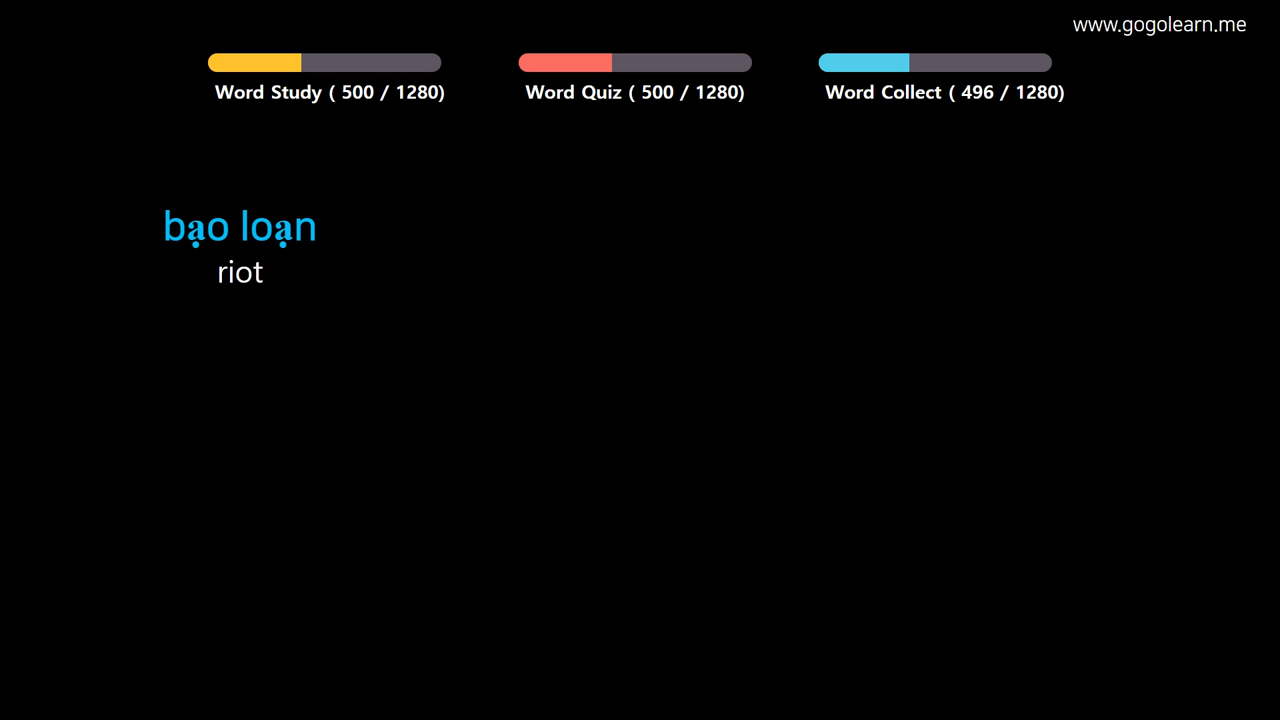 www.gogolearn.me
Word Study ( 500 / 1280)
Word Quiz ( 500 / 1280)
Word Collect ( 496 / 1280)
bạo loạn
riot